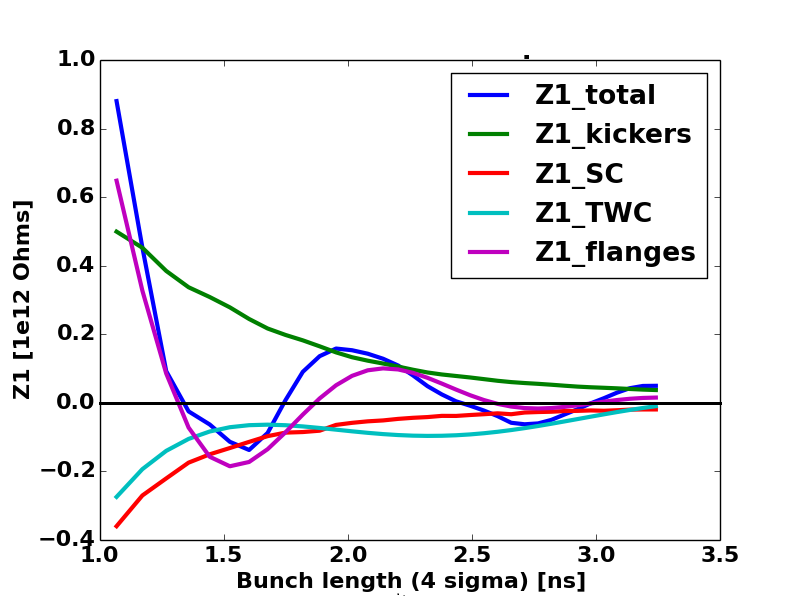 1.0
0.8
0.6
0.4
0.2
0.0
−0.2
−0.4
Z1 [1e12 Ohms]
Z1_total
Z1_kickers
Z1_SC
Z1_TWC
Z1_flanges
1.0 1.5 2.0 2.5 3.0 3.5
Bunch length (4 sigma) [ns]